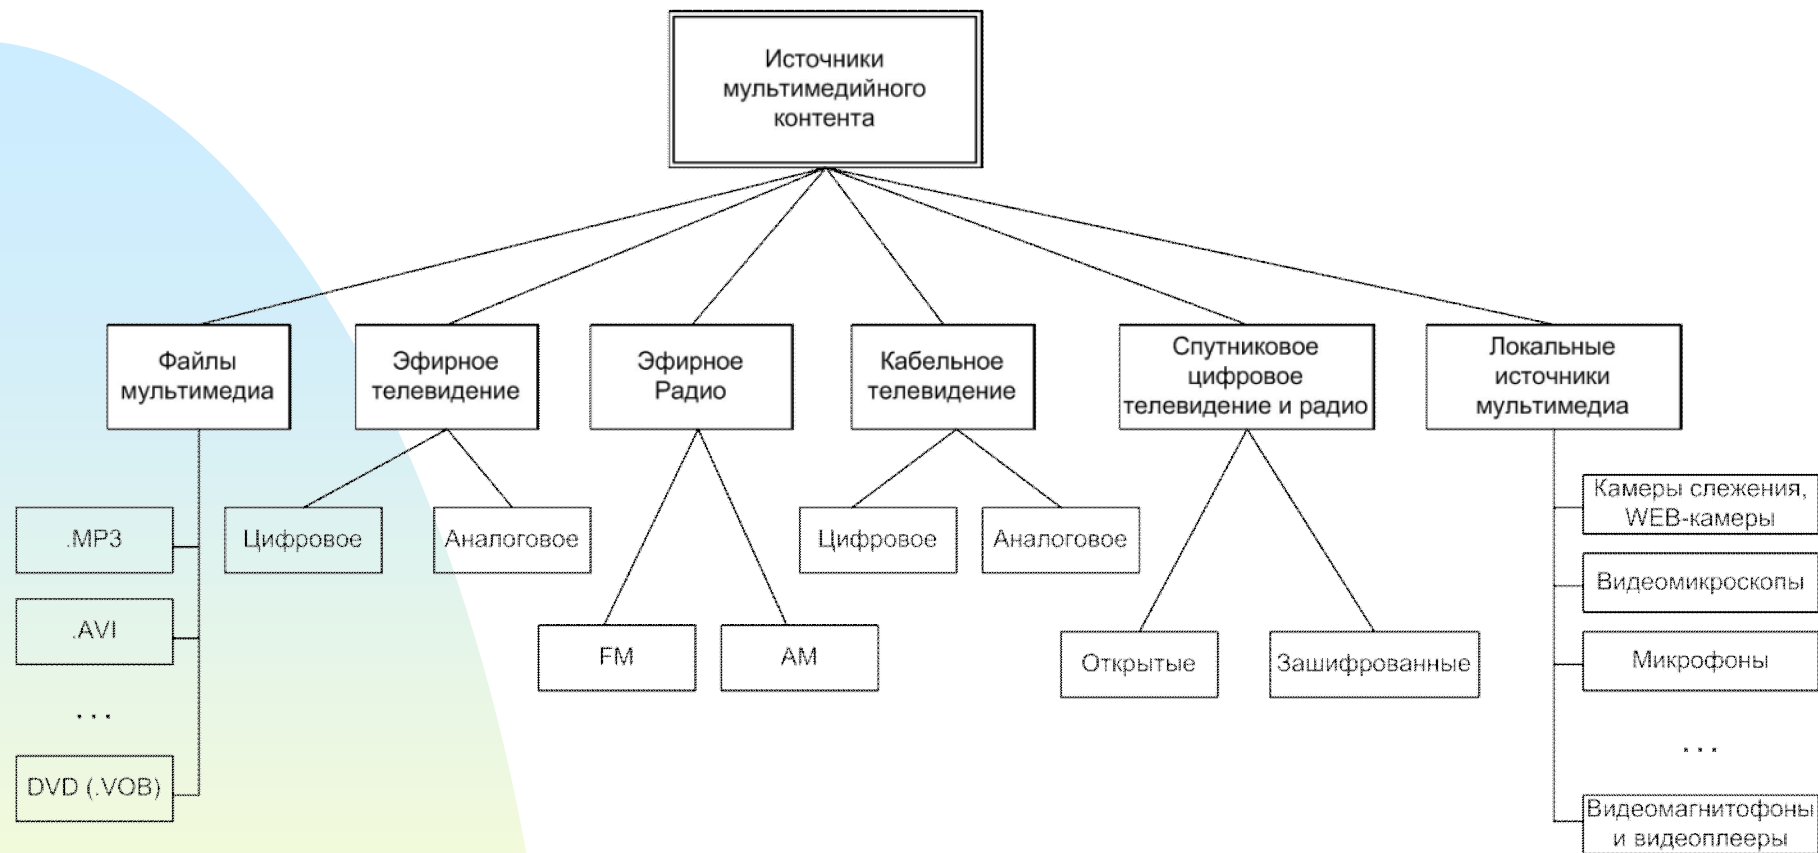 Источники
мультимедийного
контента
Файлы
мультимедиа
Эфирное
телевидение
Эфирное
Радио
Кабельное
телевидение
Спутниковое
цифровое
телевидение и радио
Локальные
источники
мультимедиа
.MP3
.AVI
...
DVD (.VOB)
Цифровое
Аналоговое
FM
AM
Цифровое
Аналоговое
Открытые
Зашифрованные
Камеры слежения,
WEB-камеры
Видеомикроскопы
Микрофоны
...
Видеомагнитофоны
и видеоплееры